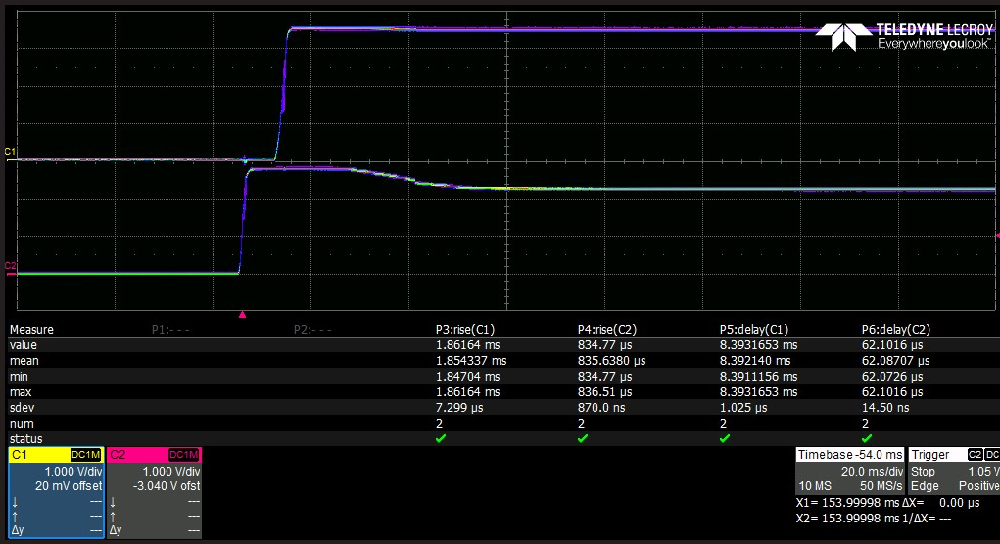 TELEDYNE LECROY
Everywhereyoulook™
C1
C2
Measure P1:--- P2:--- P3:rise(C1) P4:rise(C2) P5:delay(C1) P6:delay(C2)
value 1.86164 ms 834.77 µs 8.3931653 ms 62.1016 µs
mean 1.854337 ms 835.6380 µs 8.392140 ms 62.08707 µs
min 1.84704 ms 834.77 µs 8.3911156 ms 62.0726 µs
max 1.86164 ms 836.51 µs 8.3931653 ms 62.1016 µs
sdev 7.299 µs 870.0 ns 1.025 µs 14.50 ns
num 2 2 2 2
status
C1 DC1M C2 DC1M Timebase -54.0 ms Trigger C2 DC
1.000 V/div 1.000 V/div 20.0 ms/div Stop 1.05 V
20 mV offset -3.040 V ofst 10 MS 50 MS/s Edge Positive
↓ --- ↓ --- X1= 153.99998 ms ΔX= 0.00 µs
↑ --- ↑ --- X2= 153.99998 ms 1/ΔX= ---
Δy --- Δy ---